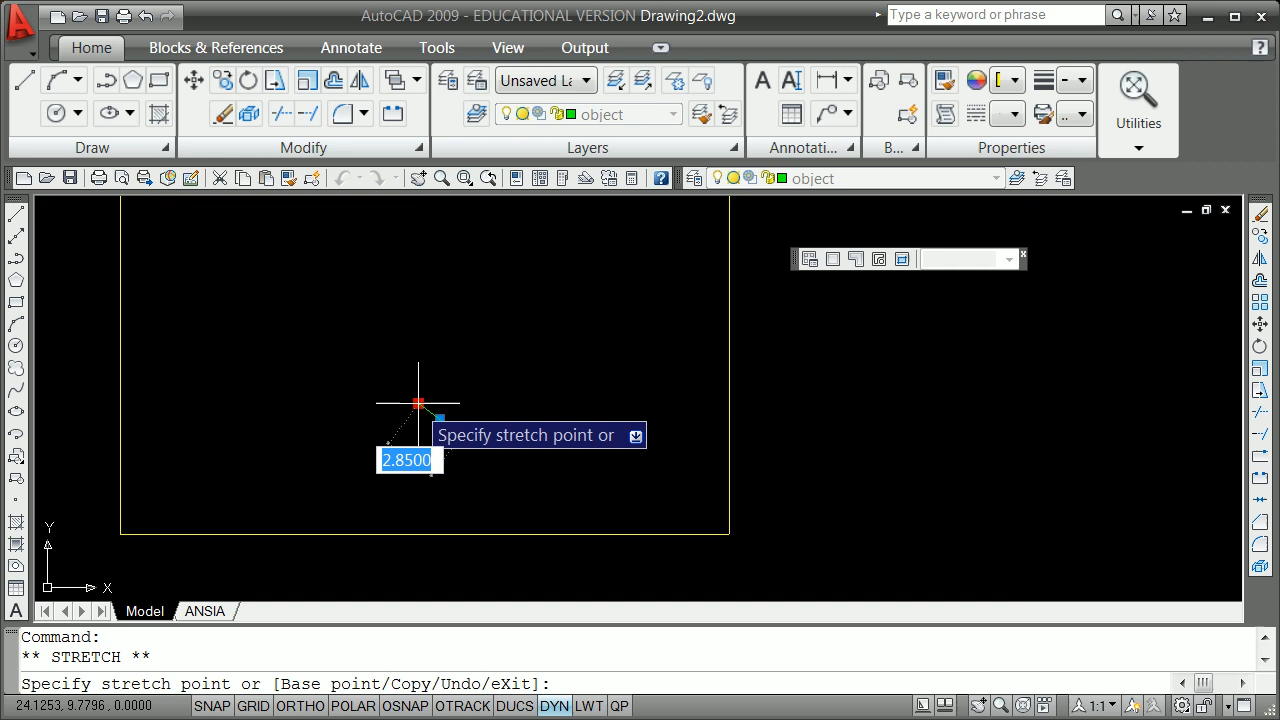 AutoCAD 2009 - EDUCATIONAL VERSION Drawing2.dwg
Type a keyword or phrase
Home Blocks & References Annotate Tools View Output
Unsaved La
object
Utilities
Draw Modify Layers Annotati... B... Properties
object
Specify stretch point or
2.8500
Y
X
Model ANSIA
Command:
** STRETCH **
Specify stretch point or [Base point/Copy/Undo/eXit]:
24.1253, 9.7796, 0.0000 SNAP GRID ORTHO POLAR OSNAP OTRACK DUCS DYN LWT QP 1:1